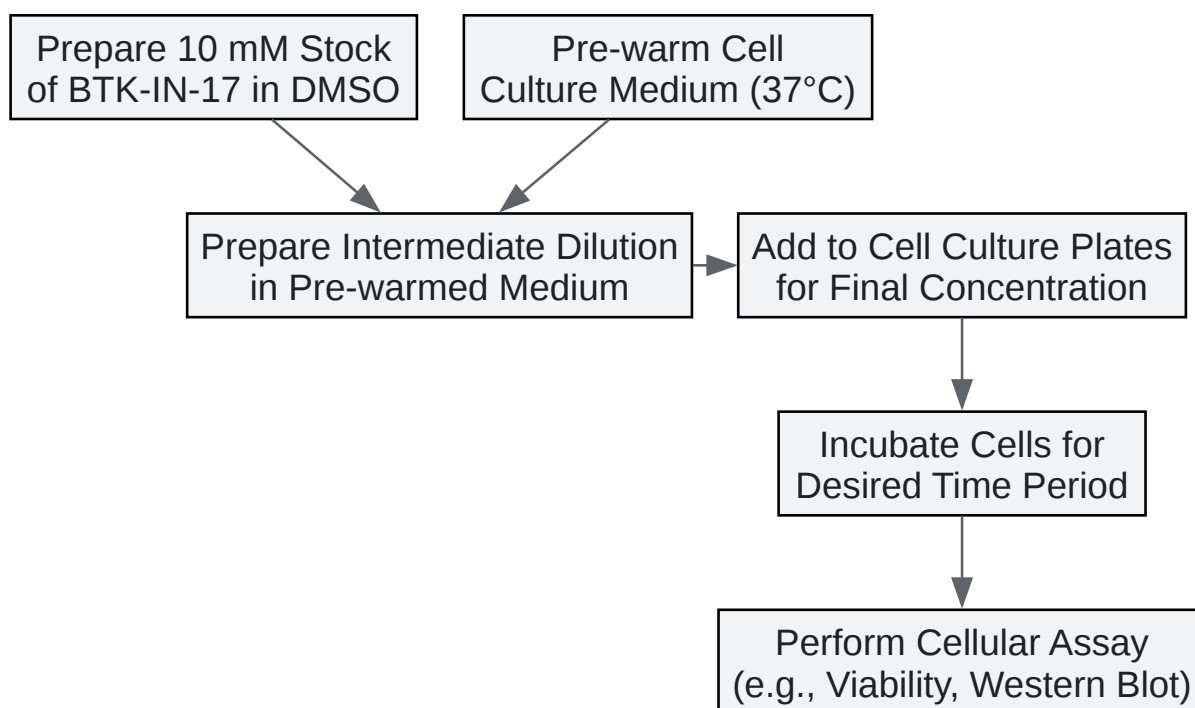 Prepare 10 mM Stock
of BTK-IN-17 in DMSO
Pre-warm Cell
Culture Medium (37°C)
Prepare Intermediate Dilution
in Pre-warmed Medium
Add to Cell Culture Plates
for Final Concentration
Incubate Cells for
Desired Time Period
Perform Cellular Assay
(e.g., Viability, Western Blot)